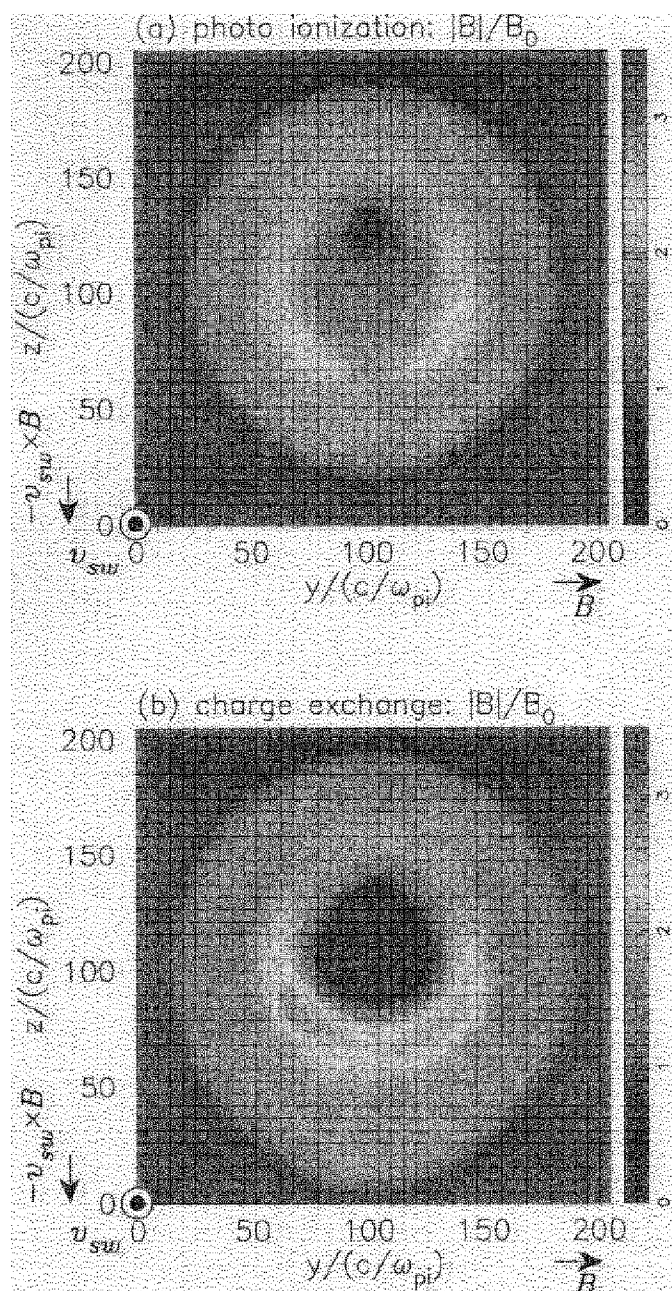 (a) photo ionization: |B|/B₀
200
150
100
50
0
z/(c/ω_pi)
−v_sw×B
v_sw
0 50 100 150 200
y/(c/ω_pi)
B
3
2
1
0
(b) charge exchange: |B|/B₀
200
150
100
50
0
z/(c/ω_pi)
−v_sw×B
v_sw
0 50 100 150 200
y/(c/ω_pi)
B
3
2
1
0